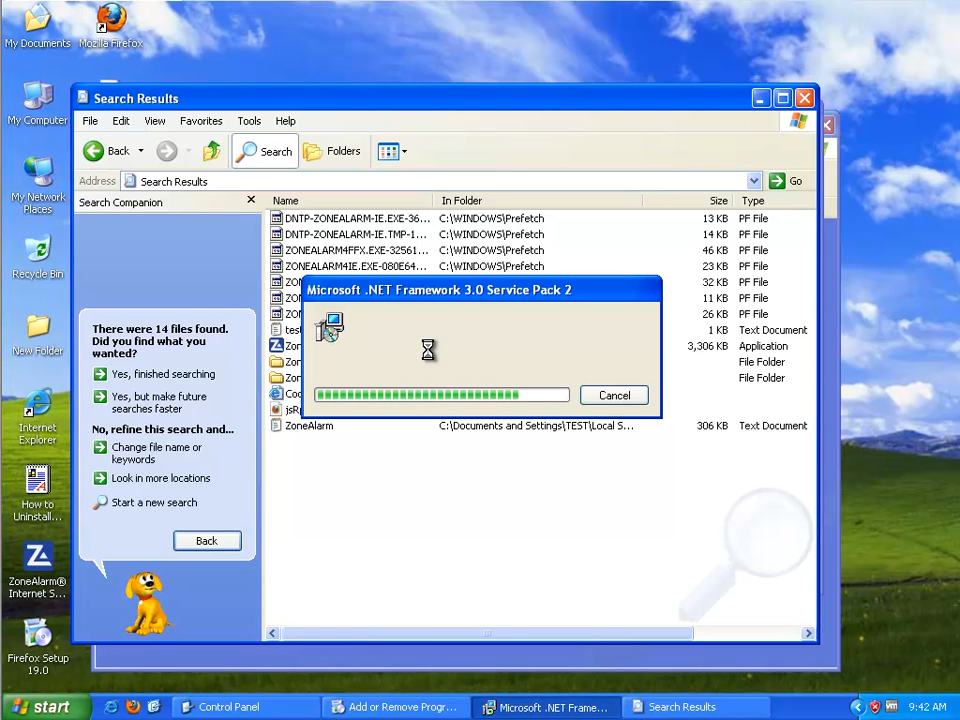 My Documents
Mozilla Firefox
My Computer
My Network
Places
Recycle Bin
New Folder
Internet
Explorer
How to
Uninstall...
ZoneAlarm®
Internet S...
Firefox Setup
19.0
Search Results
File Edit View Favorites Tools Help
Back Search Folders
Address Search Results Go
Search Companion
There were 14 files found.
Did you find what you
wanted?
Yes, finished searching
Yes, but make future
searches faster
No, refine this search and...
Change file name or
keywords
Look in more locations
Start a new search
Back
Name In Folder Size Type
DNTP-ZONEALARM-IE.EXE-36... C:\WINDOWS\Prefetch 13 KB PF File
DNTP-ZONEALARM-IE.TMP-1... C:\WINDOWS\Prefetch 14 KB PF File
ZONEALARM4FFX.EXE-32561... C:\WINDOWS\Prefetch 46 KB PF File
ZONEALARM4IE.EXE-080E64... C:\WINDOWS\Prefetch 23 KB PF File
ZON 32 KB PF File
ZON 11 KB PF File
ZON 26 KB PF File
tes 1 KB Text Document
Zon 3,306 KB Application
Zon File Folder
Zon File Folder
Coo
jsR
ZoneAlarm C:\Documents and Settings\TEST\Local S... 306 KB Text Document
Microsoft .NET Framework 3.0 Service Pack 2
Cancel
start Control Panel Add or Remove Progr... Microsoft .NET Frame... Search Results 9:42 AM